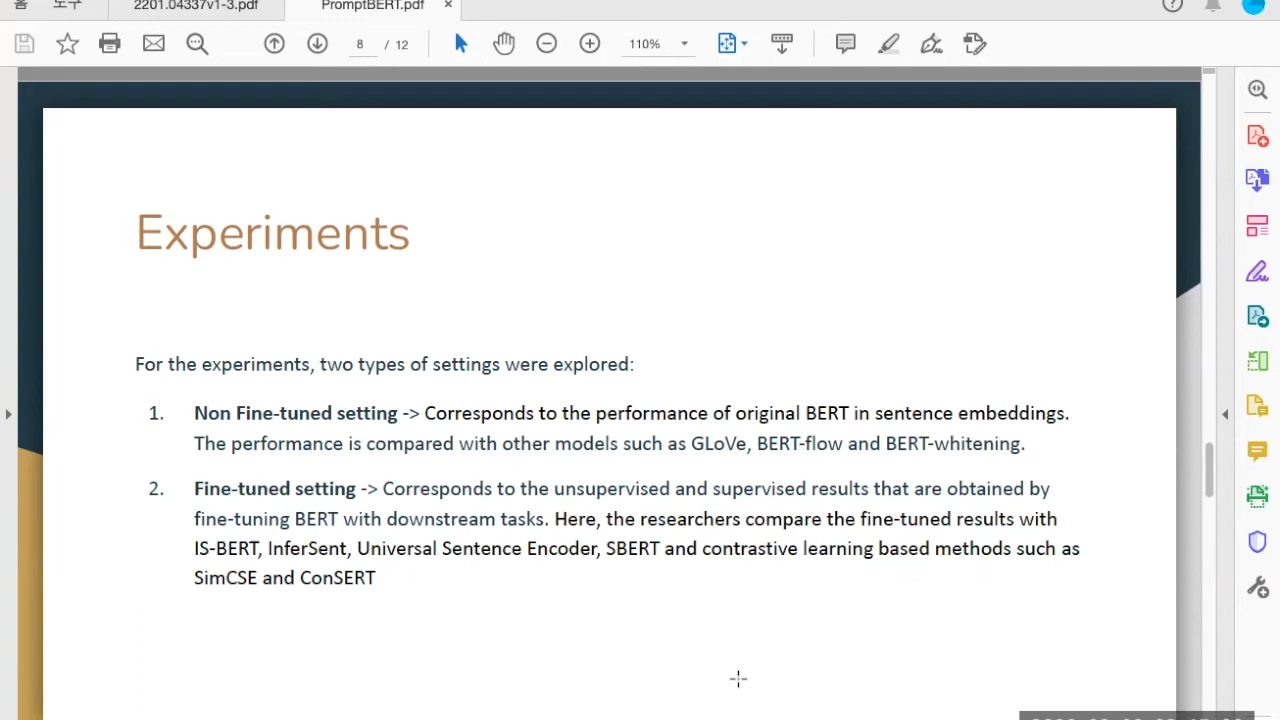 홈 도구 2201.04337v1-3.pdf PromptBERT.pdf ×
8 / 12 110%
Experiments
For the experiments, two types of settings were explored:
1. Non Fine-tuned setting -> Corresponds to the performance of original BERT in sentence embeddings.
The performance is compared with other models such as GLoVe, BERT-flow and BERT-whitening.
2. Fine-tuned setting -> Corresponds to the unsupervised and supervised results that are obtained by
fine-tuning BERT with downstream tasks. Here, the researchers compare the fine-tuned results with
IS-BERT, InferSent, Universal Sentence Encoder, SBERT and contrastive learning based methods such as
SimCSE and ConSERT